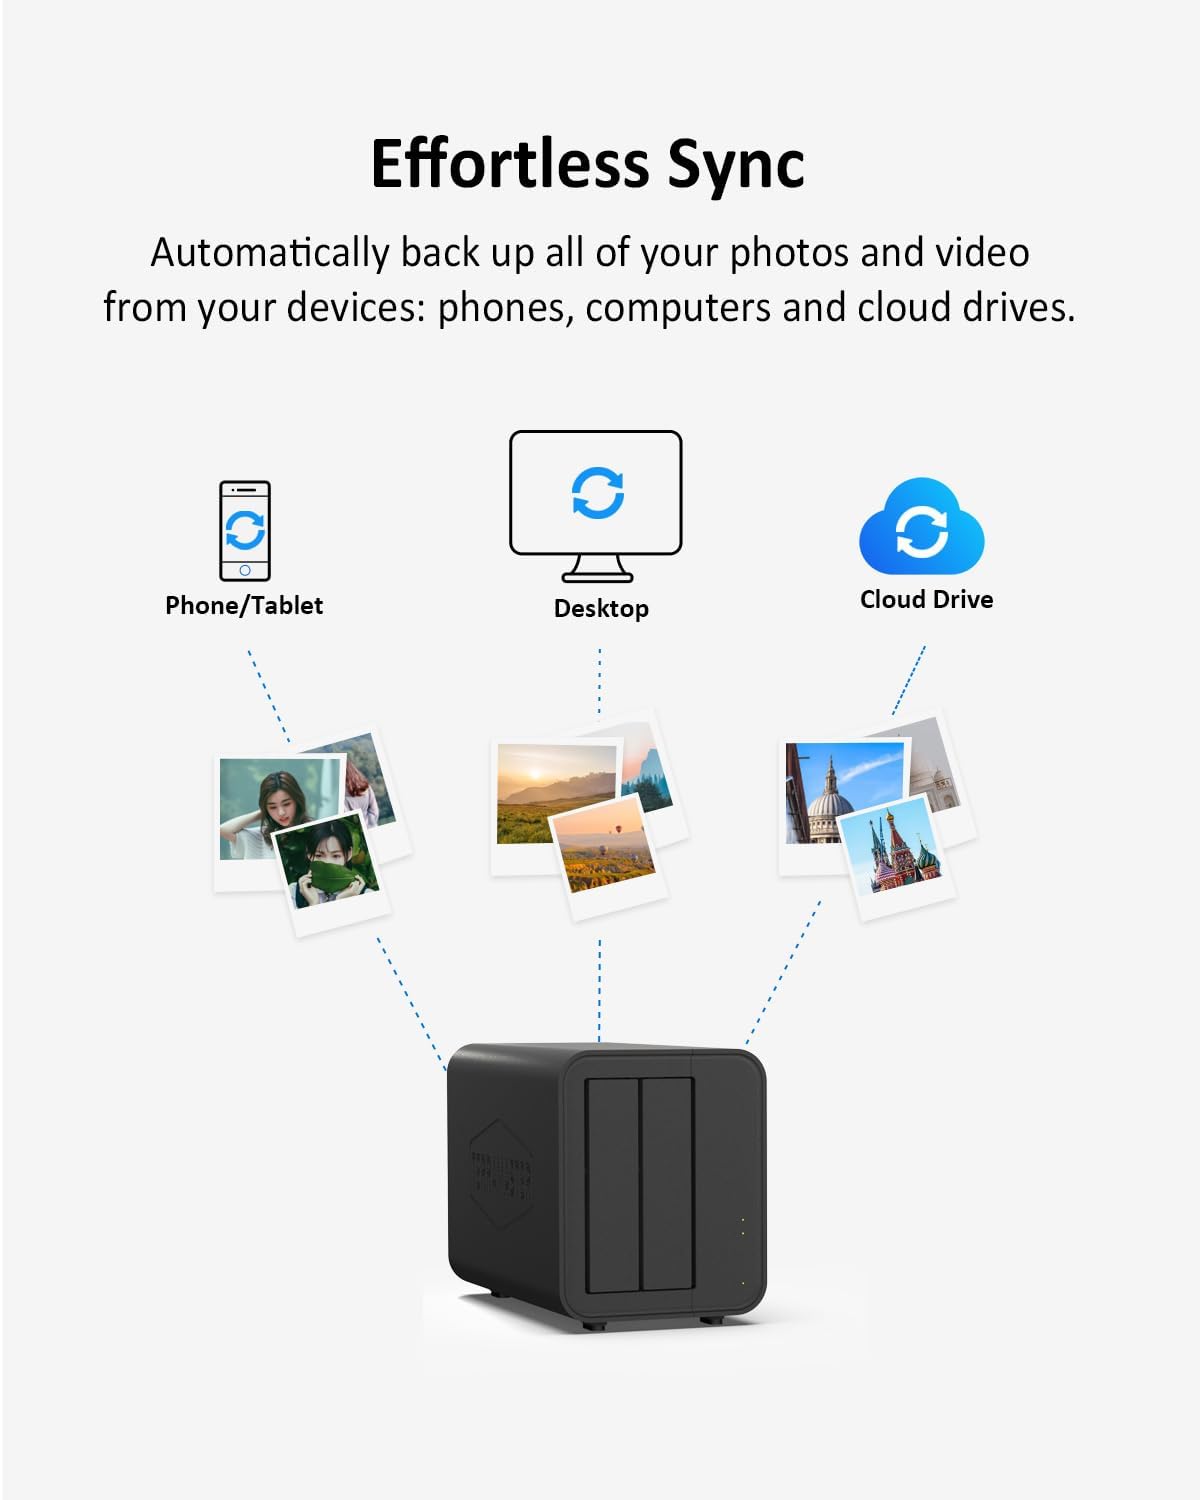 Effortless Sync
Automatically back up all of your photos and video
from your devices: phones, computers and cloud drives.
Phone/Tablet
Desktop
Cloud Drive